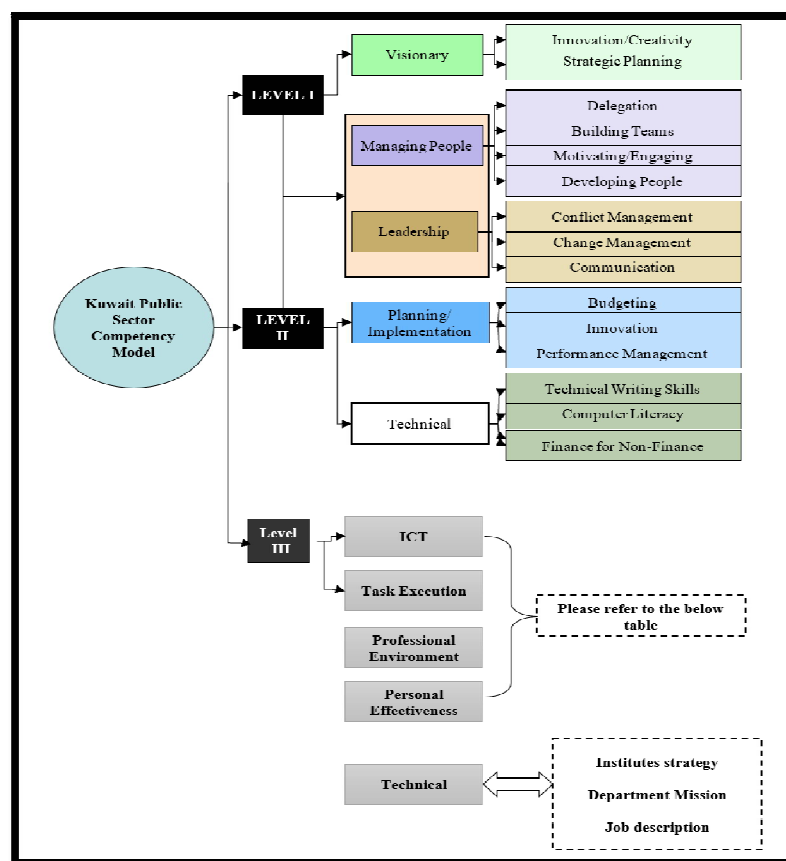 Kuwait Public
Sector
Competency
Model
LEVEL I
Visionary
Innovation/Creativity
Strategic Planning
Managing People
Delegation
Building Teams
Motivating/Engaging
Developing People
Leadership
Conflict Management
Change Management
Communication
LEVEL
II
Planning/
Implementation
Budgeting
Innovation
Performance Management
Technical
Technical Writing Skills
Computer Literacy
Finance for Non-Finance
Level
III
ICT
Task Execution
Professional
Environment
Personal
Effectiveness
Please refer to the below
table
Technical
Institutes strategy
Department Mission
Job description